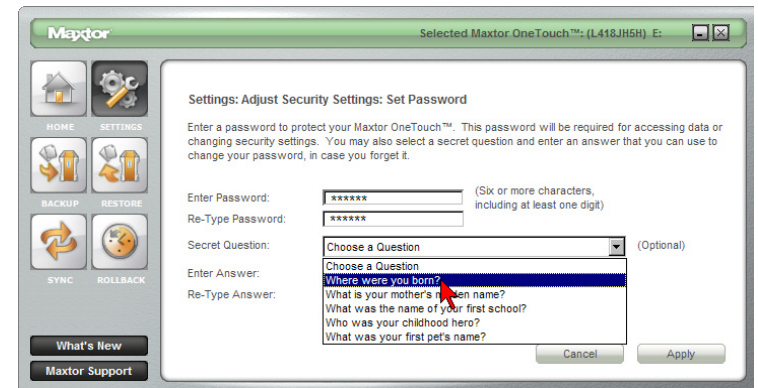 Maxtor
Selected Maxtor OneTouch™: (L418JH5H) E:
HOME SETTINGS
BACKUP RESTORE
SYNC ROLLBACK
What's New
Maxtor Support
Settings: Adjust Security Settings: Set Password
Enter a password to protect your Maxtor OneTouch™. This password will be required for accessing data or
changing security settings. You may also select a secret question and enter an answer that you can use to
change your password, in case you forget it.
Enter Password: ****** (Six or more characters,
including at least one digit)
Re-Type Password: ******
Secret Question: Choose a Question (Optional)
Choose a Question
Enter Answer:
Where were you born?
Re-Type Answer:
What is your mother's maiden name?
What was the name of your first school?
Who was your childhood hero?
What was your first pet's name?
Cancel Apply